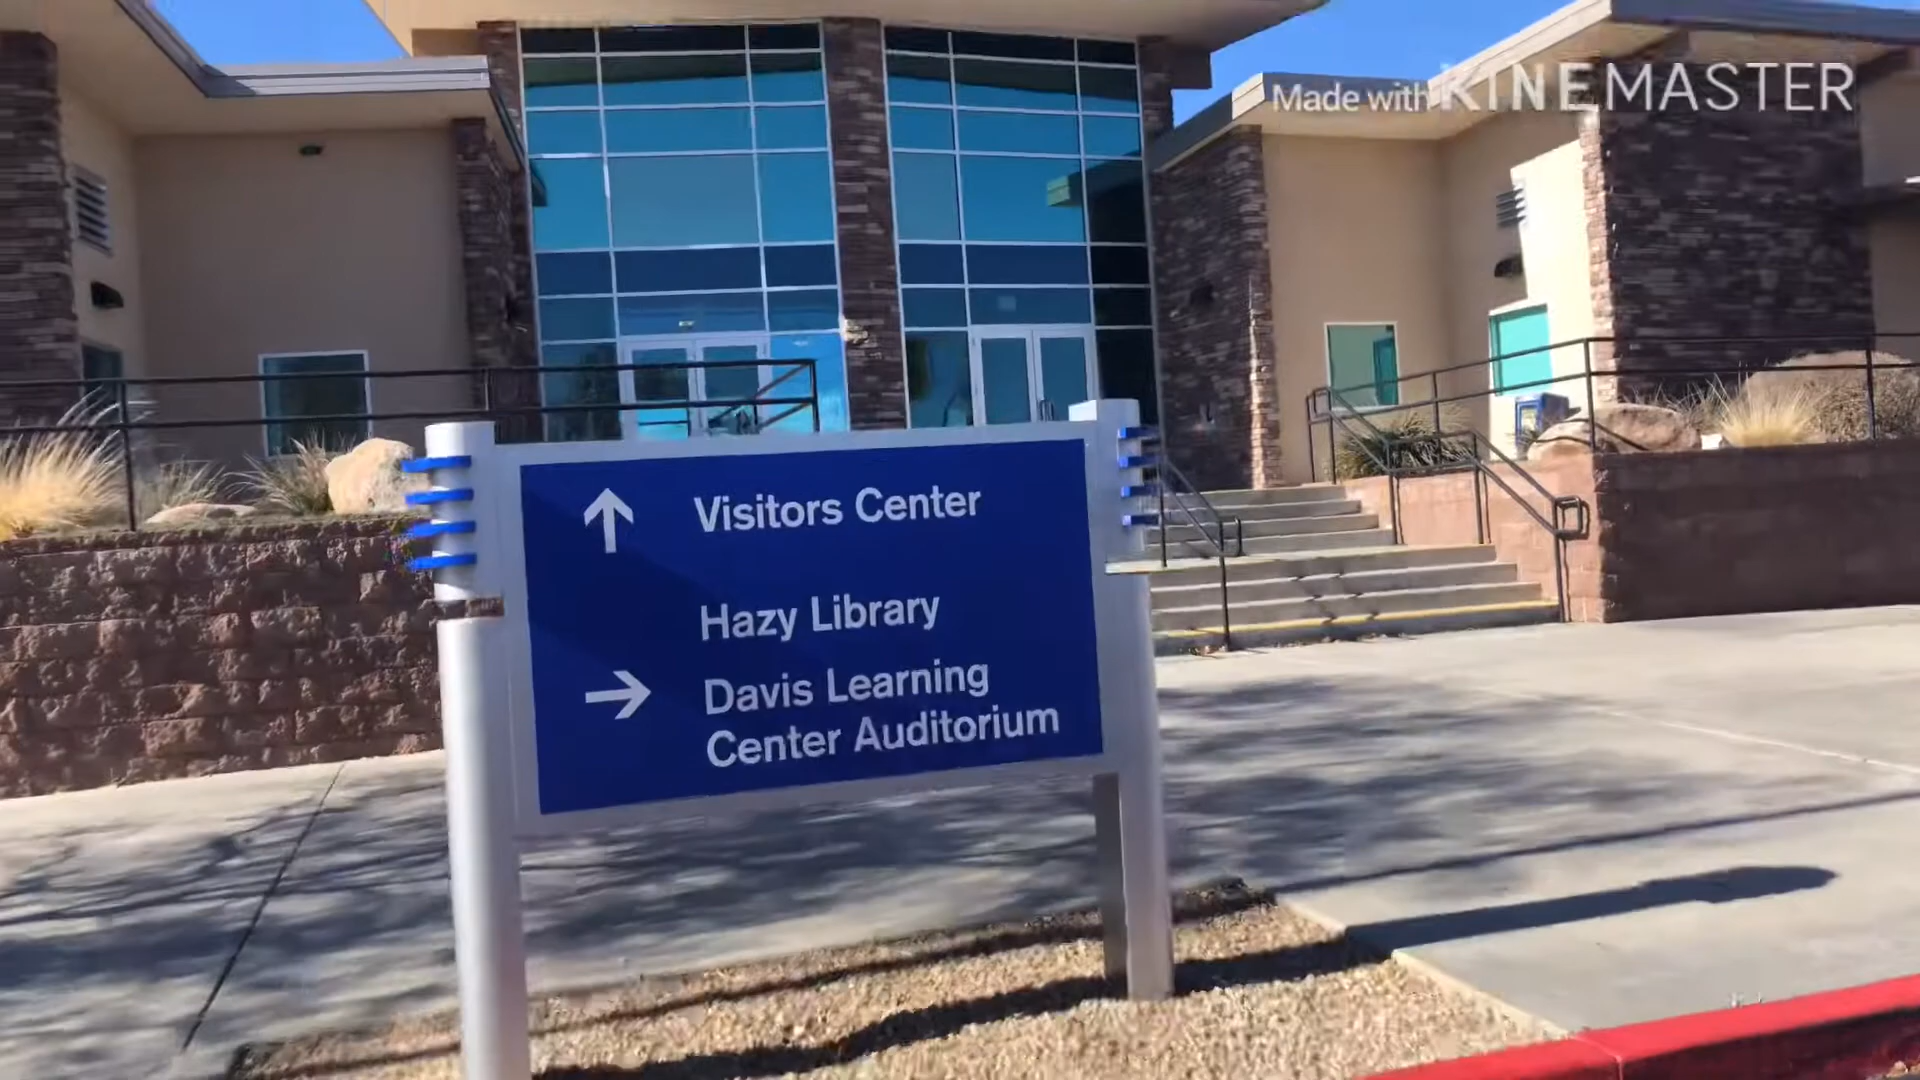 Made with KINEMASTER
Visitors Center
Hazy Library
Davis Learning
Center Auditorium